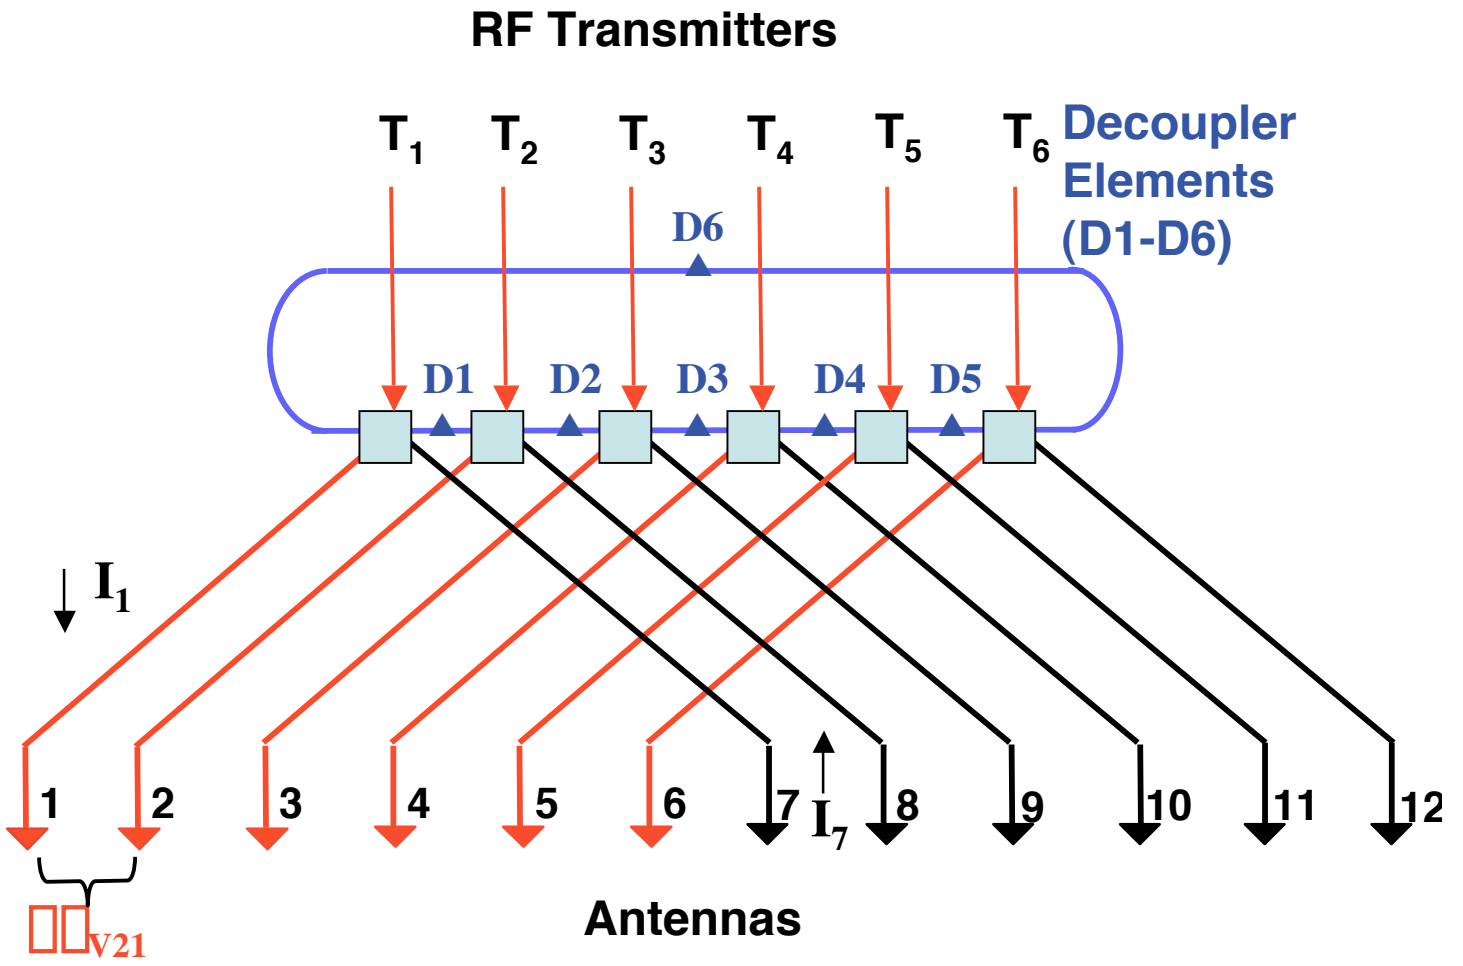 RF Transmitters
T1 T2 T3 T4 T5 T6
Decoupler
Elements
(D1-D6)
D6
D1 D2 D3 D4 D5
I1
1 2 3 4 5 6 7 8 9 10 11 12
I7
V21
Antennas